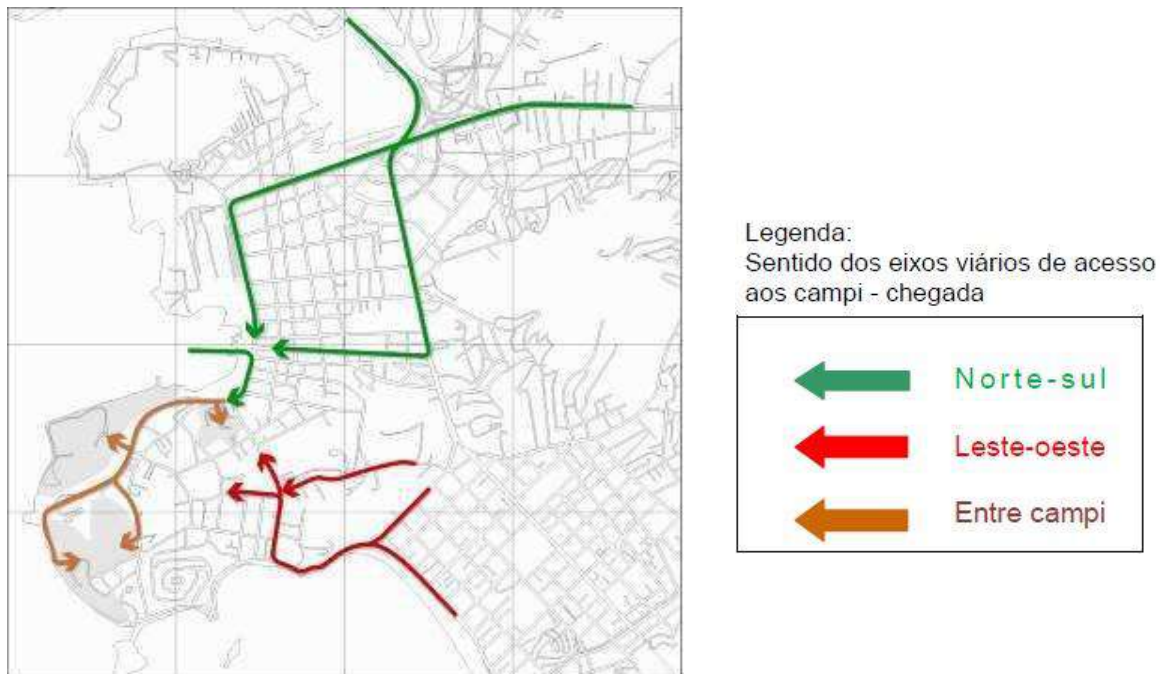 Legenda:
Sentido dos eixos viários de acesso
aos campi - chegada
Norte-sul
Leste-oeste
Entre campi